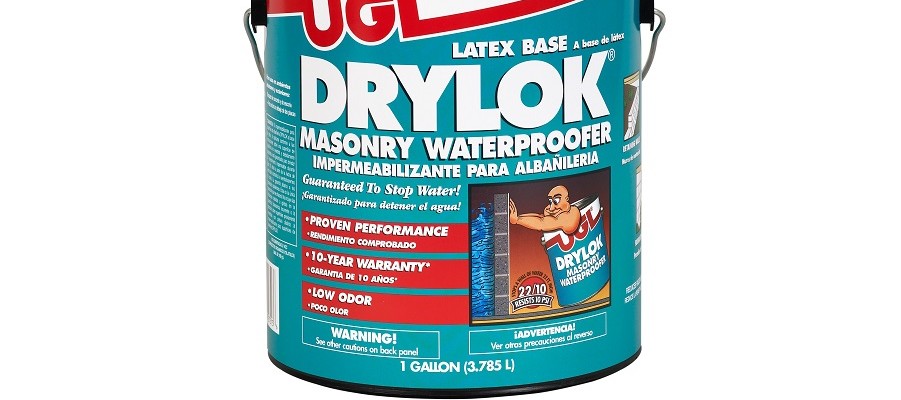 UGL
LATEX BASE A base de látex
DRYLOK®
MASONRY WATERPROOFER
IMPERMEABILIZANTE PARA ALBAÑILERIA
Guaranteed To Stop Water!
¡Garantizado para detener el agua!
•PROVEN PERFORMANCE
•RENDIMIENTO COMPROBADO
•10-YEAR WARRANTY*
•GARANTIA DE 10 AÑOS*
•LOW ODOR
•POCO OLOR
UGL
DRYLOK
MASONRY
WATERPROOFER
22/10
RESISTS 10 PSI
WARNING!
See other cautions on back panel
¡ADVERTENCIA!
Ver otras precauciones al reverso
1 GALLON (3.785 L)